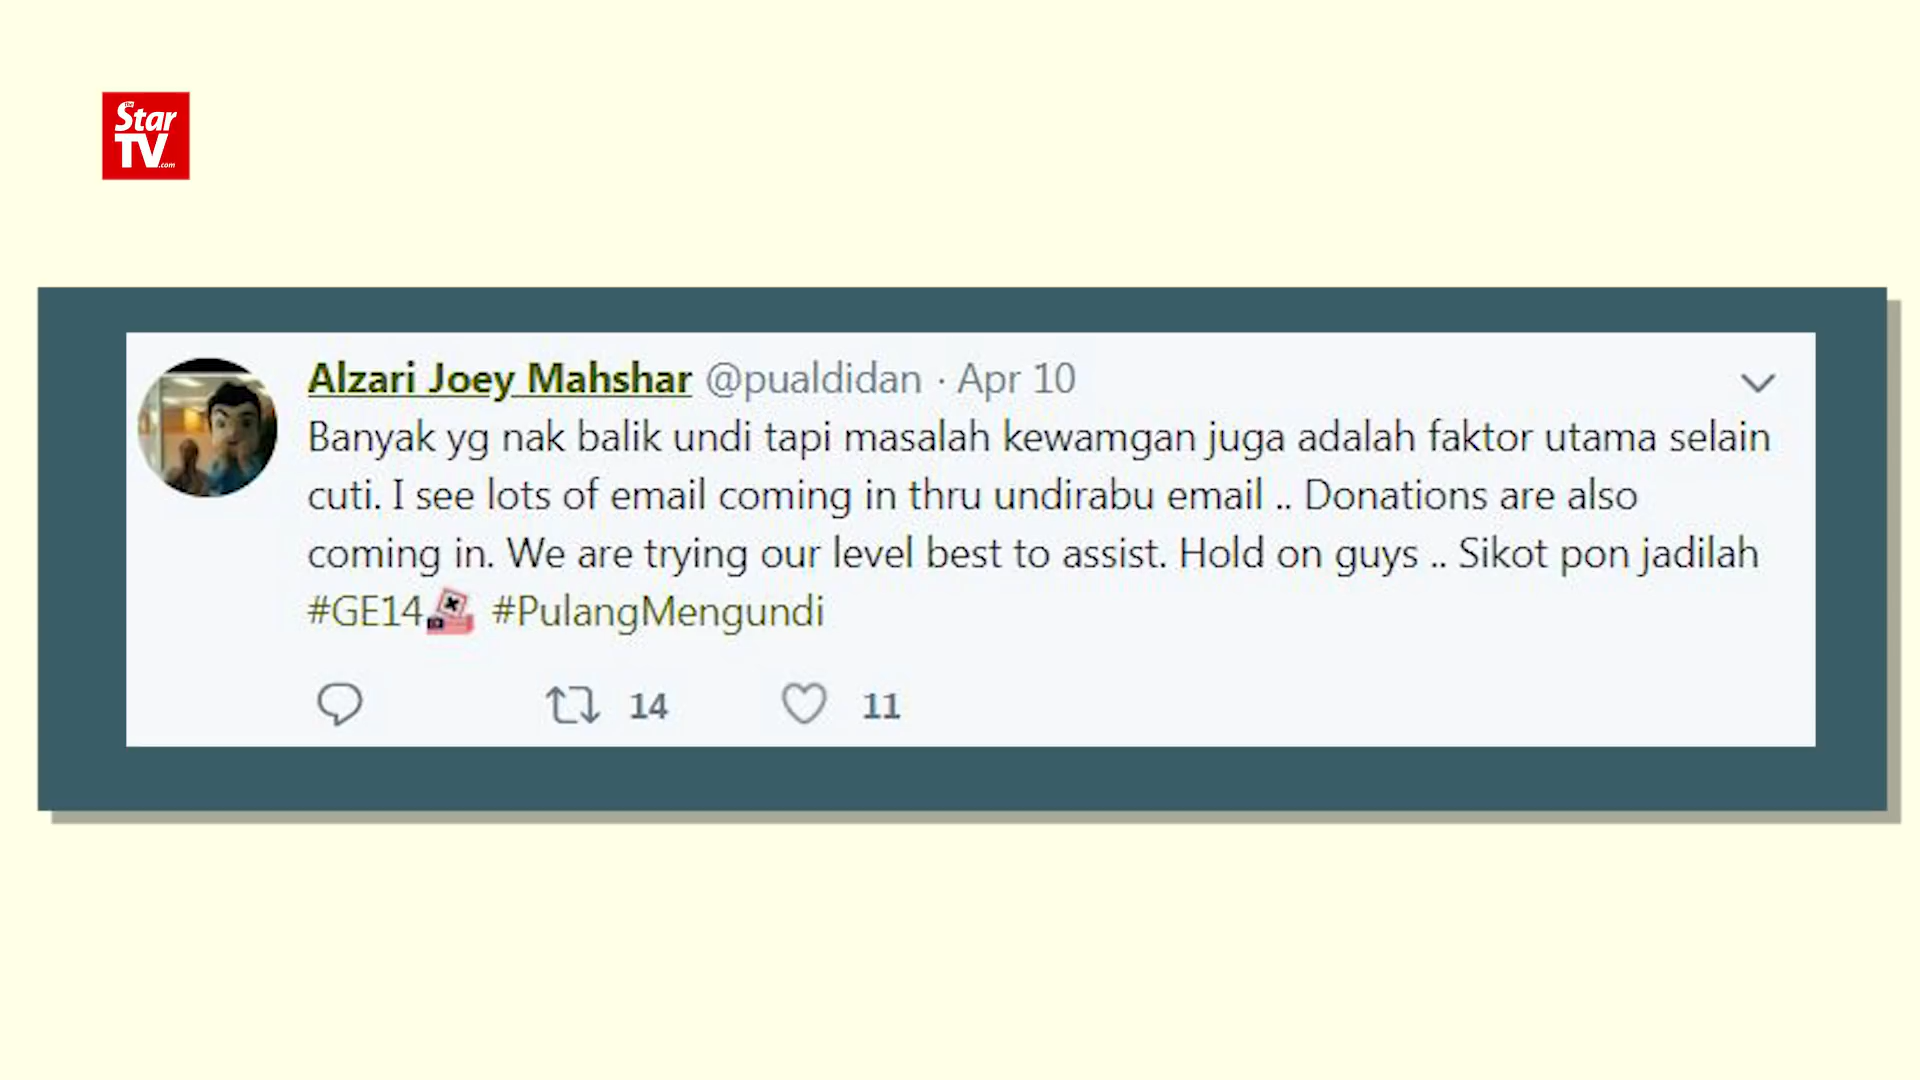 The
Star
TV.com
Alzari Joey Mahshar @pualdidan · Apr 10
Banyak yg nak balik undi tapi masalah kewamgan juga adalah faktor utama selain
cuti. I see lots of email coming in thru undirabu email .. Donations are also
coming in. We are trying our level best to assist. Hold on guys .. Sikot pon jadilah
#GE14 #PulangMengundi
14 11